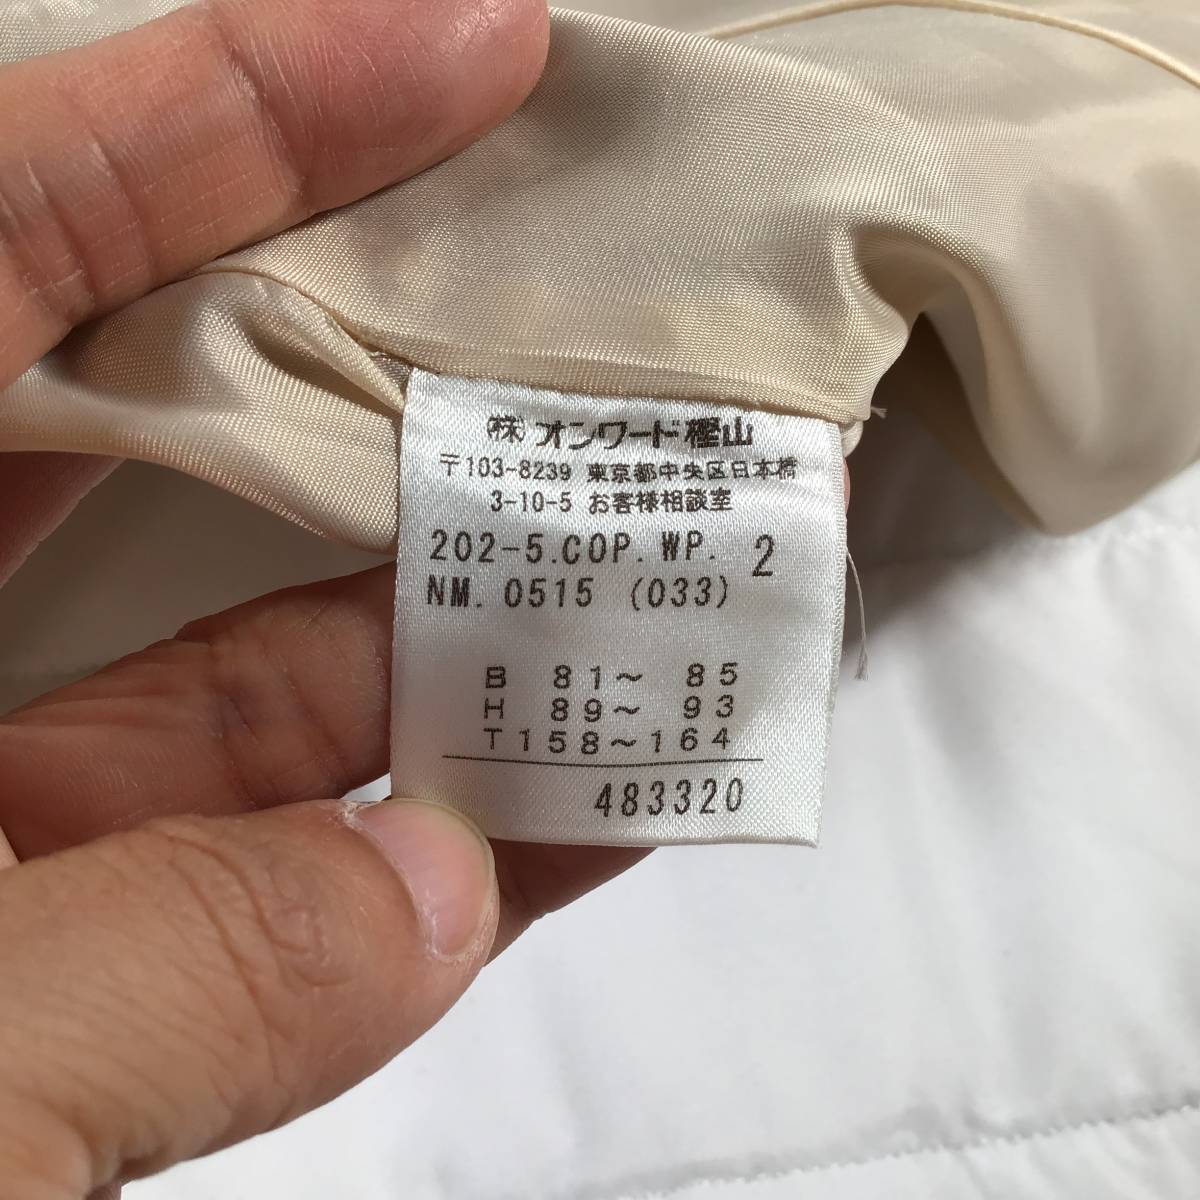 (株)オンワード樫山
〒103-8239 東京都中央区日本橋
3-10-5 お客様相談室
202-5.COP.WP. 2
NM. 0515 (033)
B 81～ 85
H 89～ 93
T158～164
483320